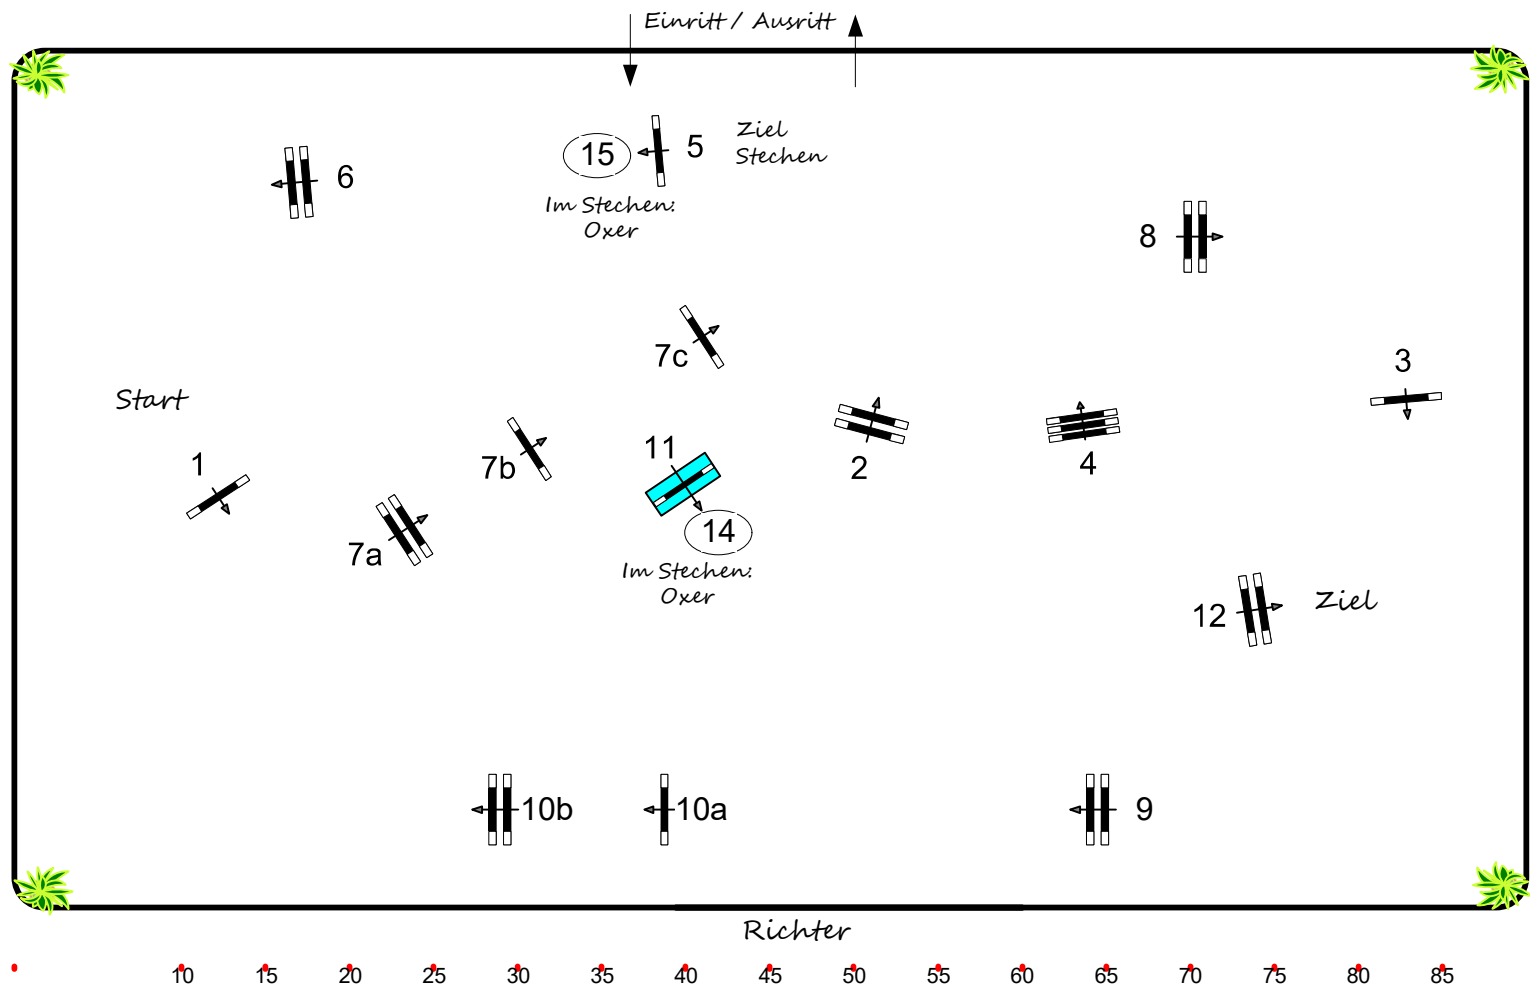 Einritt / Ausritt
15
5
Ziel
Stechen
Im Stechen:
Oxer
6
8
7c
3
Start
1
7b
11
2
4
14
7a
Im Stechen:
Oxer
12
Ziel
10b
10a
9
Richter
10 15 20 25 30 35 40 45 50 55 60 65 70 75 80 85